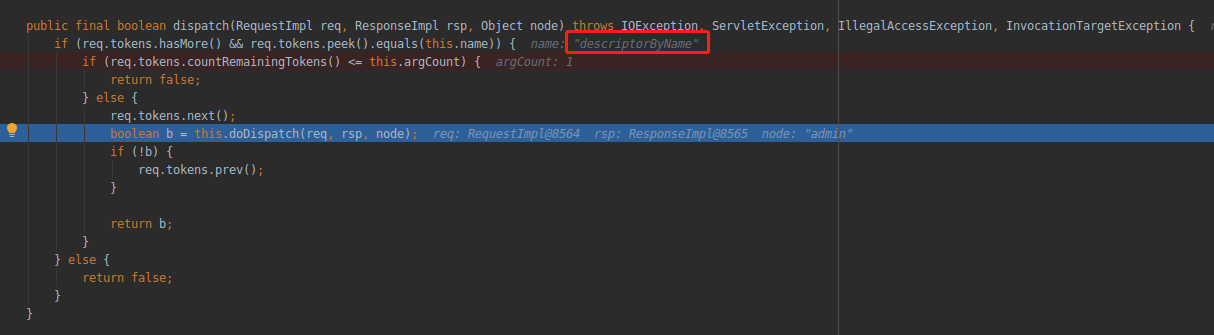 public final boolean dispatch(RequestImpl req, ResponseImpl rsp, Object node) throws IOException, ServletException, IllegalAccessException, InvocationTargetException {
if (req.tokens.hasMore() && req.tokens.peek().equals(this.name)) { name: "descriptorByName"
if (req.tokens.countRemainingTokens() <= this.argCount) { argCount: 1
return false;
} else {
req.tokens.next();
boolean b = this.doDispatch(req, rsp, node); req: RequestImpl@8564 rsp: ResponseImpl@8565 node: "admin"
if (!b) {
req.tokens.prev();
}
return b;
}
} else {
return false;
}
}